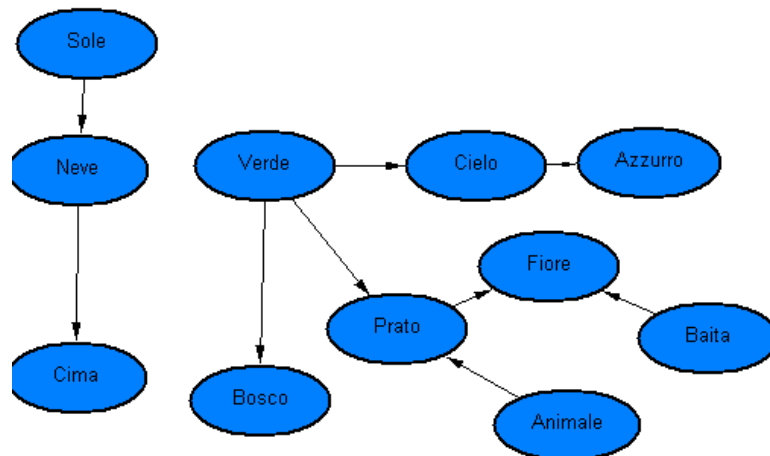 Sole
Neve
Verde
Cielo
Azzurro
Fiore
Prato
Baita
Cima
Bosco
Animale